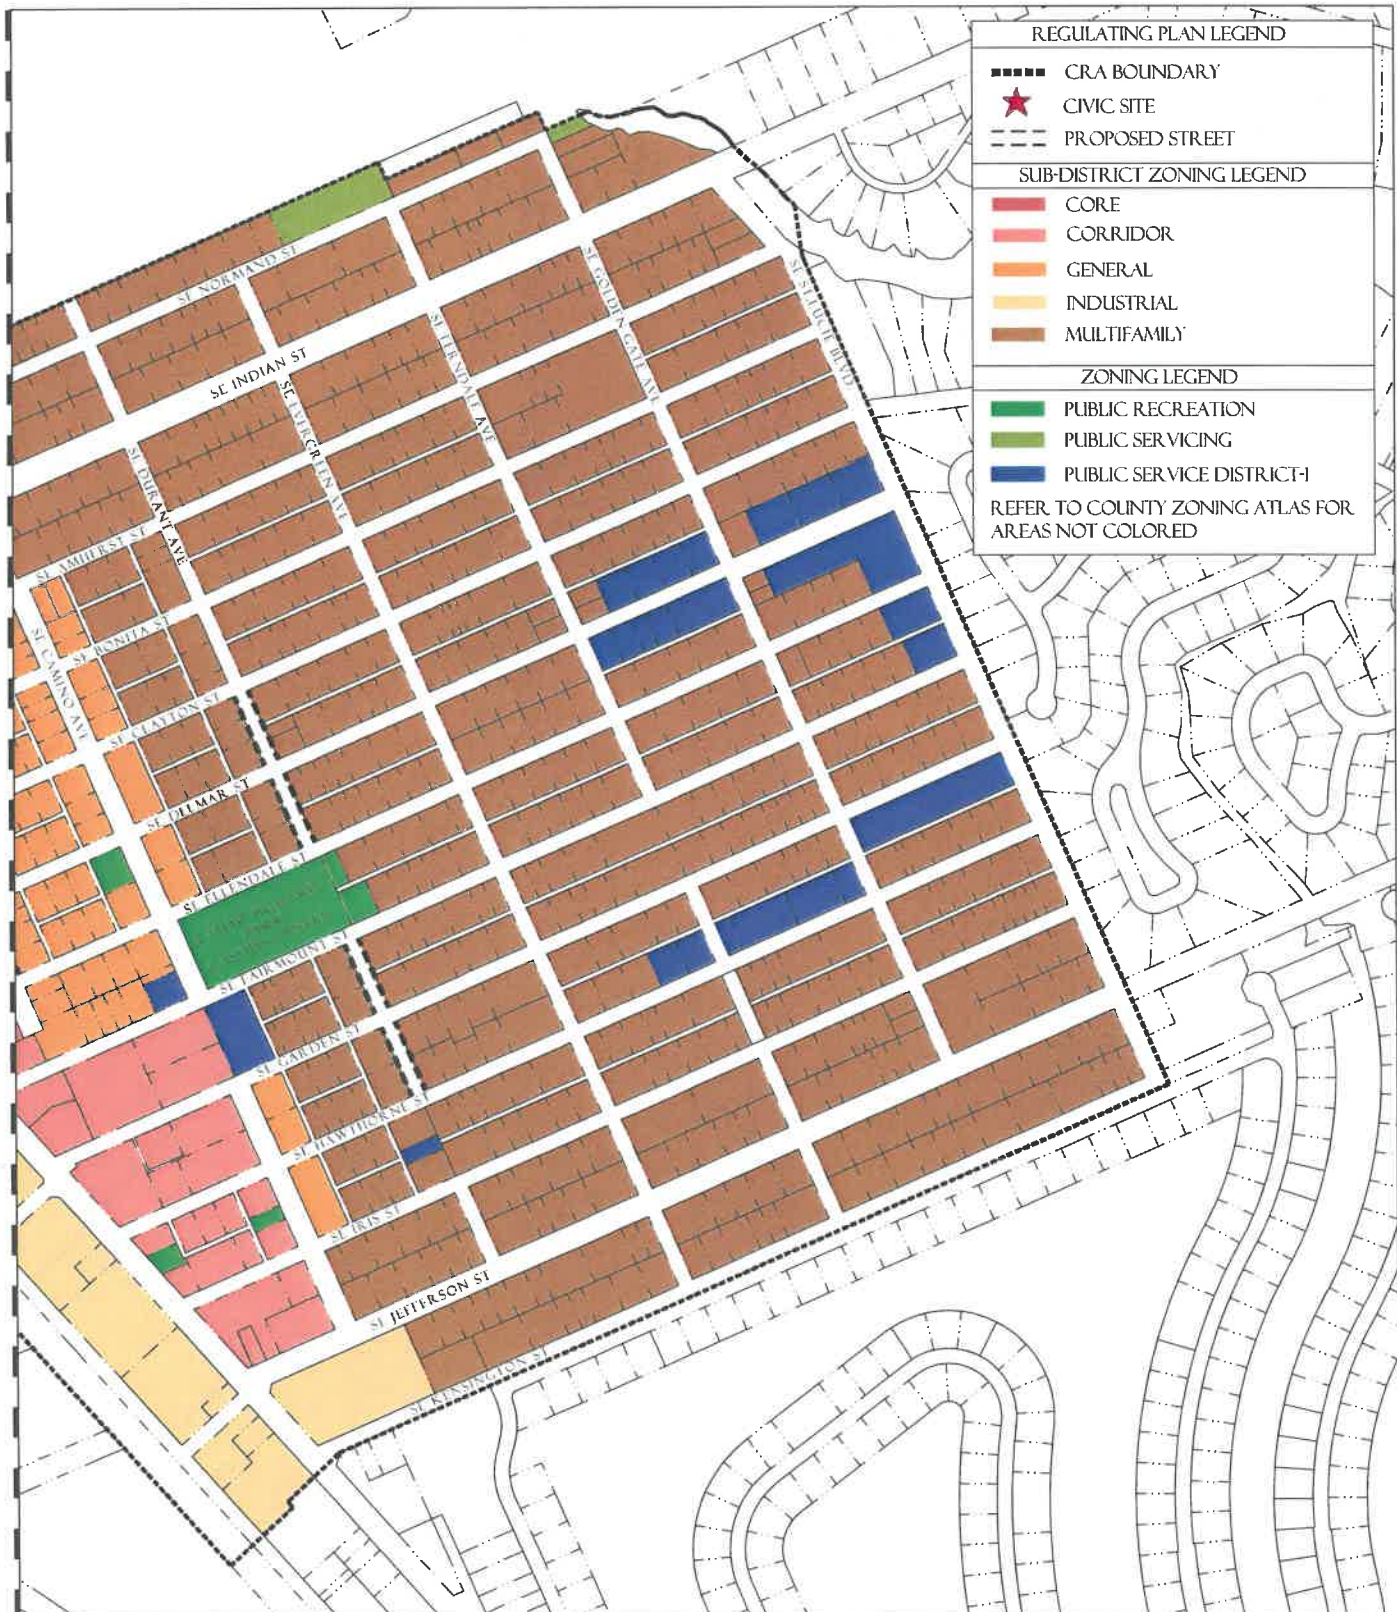 REGULATING PLAN LEGEND
CRA BOUNDARY
CIVIC SITE
PROPOSED STREET
SUB-DISTRICT ZONING LEGEND
CORE
CORRIDOR
GENERAL
INDUSTRIAL
MULTIFAMILY
ZONING LEGEND
PUBLIC RECREATION
PUBLIC SERVICING
PUBLIC SERVICE DISTRICT-1
REFER TO COUNTY ZONING ATLAS FOR
AREAS NOT COLORED
SE NORMAND ST
SE INDIAN ST
SE GOLDEN GATE AVE
SE ST LUCIE BLVD
SE FERNDALE AVE
SE EVERGREEN AVE
SE DURANT AVE
SE AMHERST ST
SE BONITA ST
SE CAMINO AVE
SE CLAYTON ST
SE DELMAR ST
SE ELLENDALE ST
SE FAIRMOUNT ST
SE GARDEN ST
SE HAWTHORNE ST
SE IRIS ST
SE JEFFERSON ST
SE KENSINGTON ST